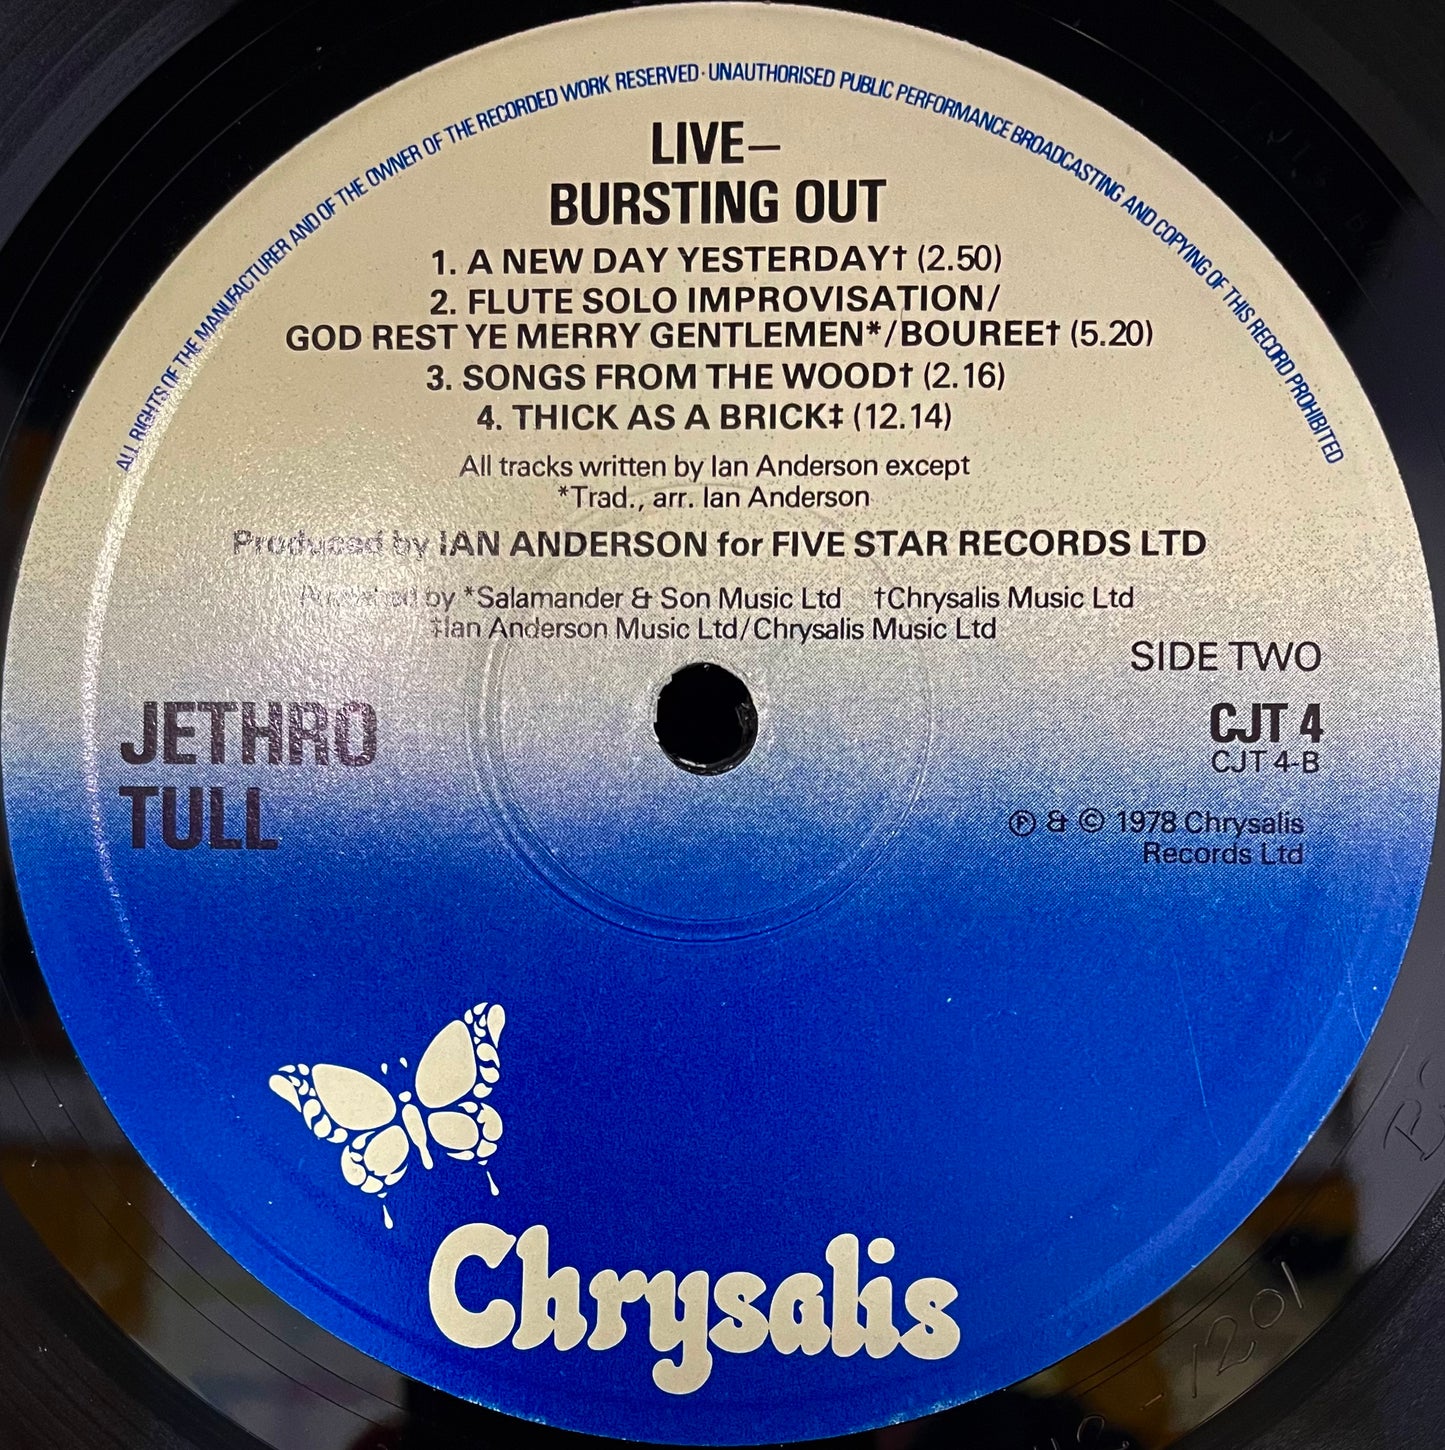 ALL RIGHTS OF THE MANUFACTURER AND OF THE OWNER OF THE RECORDED WORK RESERVED · UNAUTHORISED PUBLIC PERFORMANCE BROADCASTING AND COPYING OF THIS RECORD PROHIBITED
LIVE–
BURSTING OUT
1. A NEW DAY YESTERDAY† (2.50)
2. FLUTE SOLO IMPROVISATION/
GOD REST YE MERRY GENTLEMEN*/BOUREE† (5.20)
3. SONGS FROM THE WOOD† (2.16)
4. THICK AS A BRICK‡ (12.14)
All tracks written by Ian Anderson except
*Trad., arr. Ian Anderson
Produced by IAN ANDERSON for FIVE STAR RECORDS LTD
Published by *Salamander & Son Music Ltd †Chrysalis Music Ltd
‡Ian Anderson Music Ltd/Chrysalis Music Ltd
SIDE TWO
JETHRO
TULL
CJT 4
CJT 4-B
℗ & © 1978 Chrysalis
Records Ltd
Chrysalis
-1201